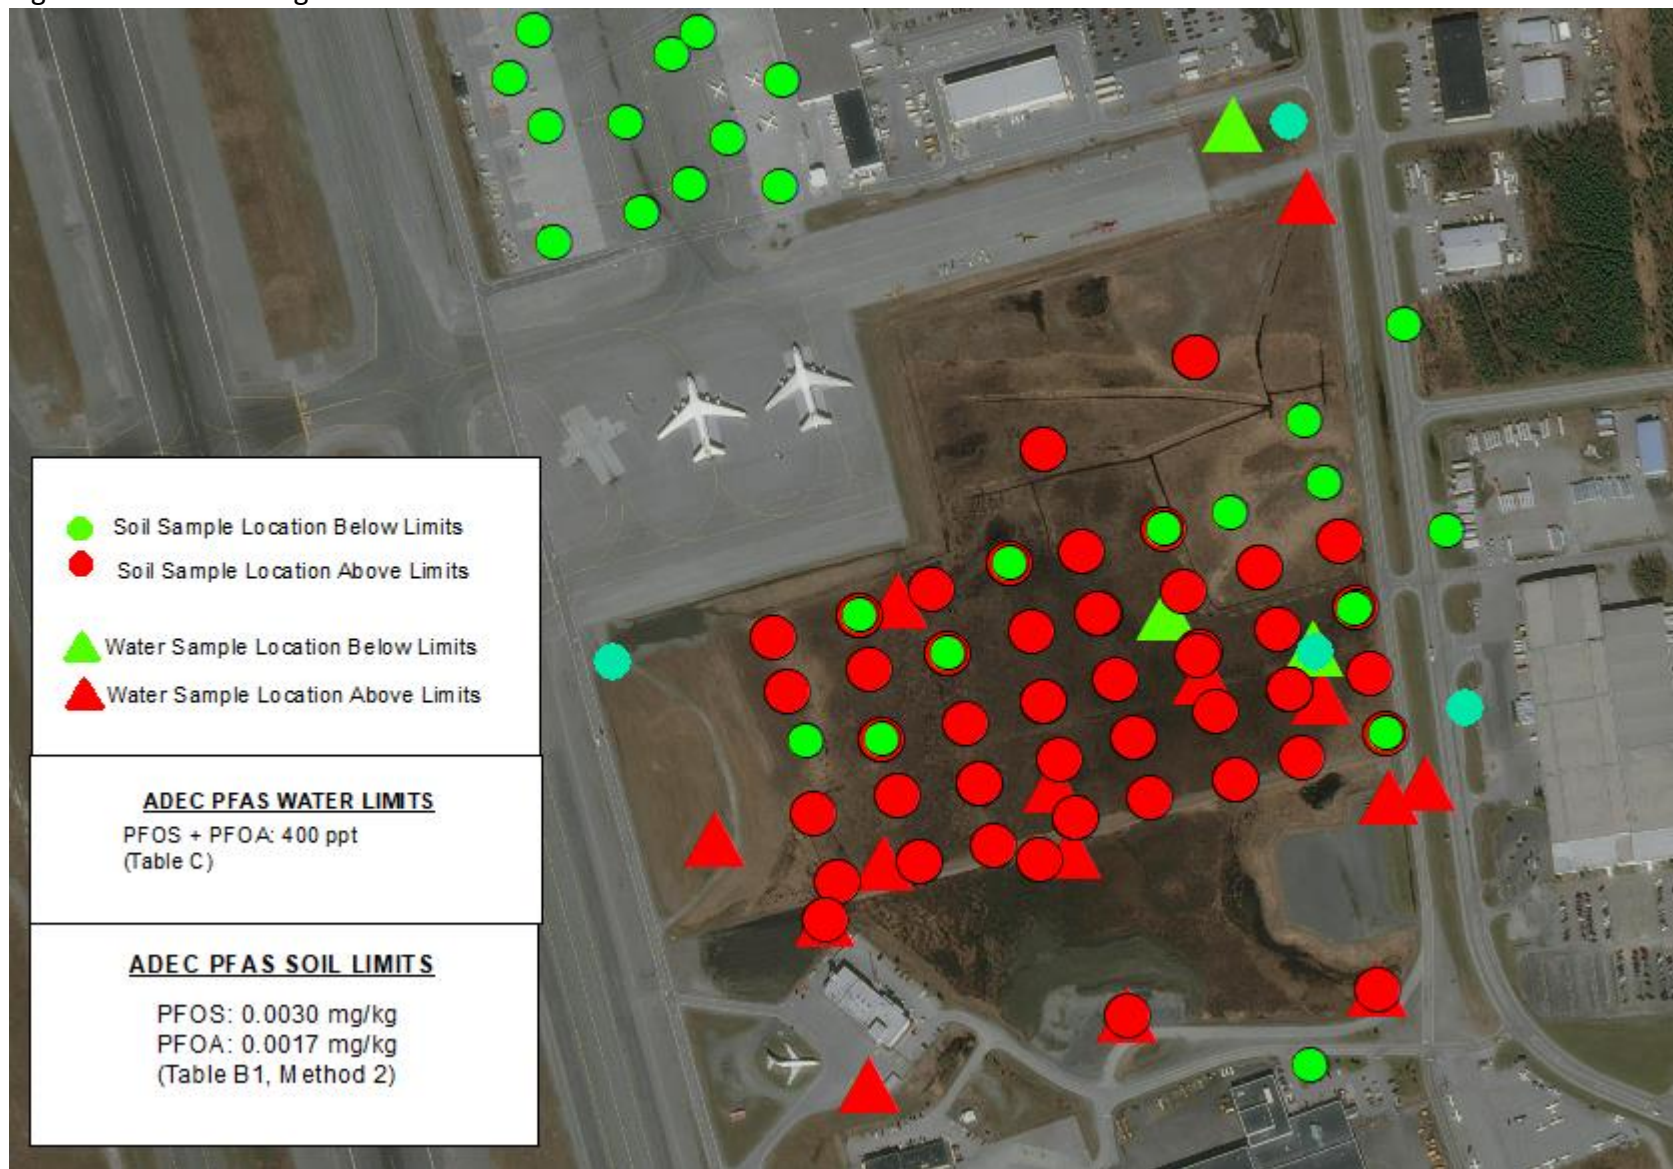 Soil Sample Location Below Limits
Soil Sample Location Above Limits
Water Sample Location Below Limits
Water Sample Location Above Limits
ADEC PFAS WATER LIMITS
PFOS + PFOA: 400 ppt
(Table C)
ADEC PFAS SOIL LIMITS
PFOS: 0.0030 mg/kg
PFOA: 0.0017 mg/kg
(Table B1, Method 2)